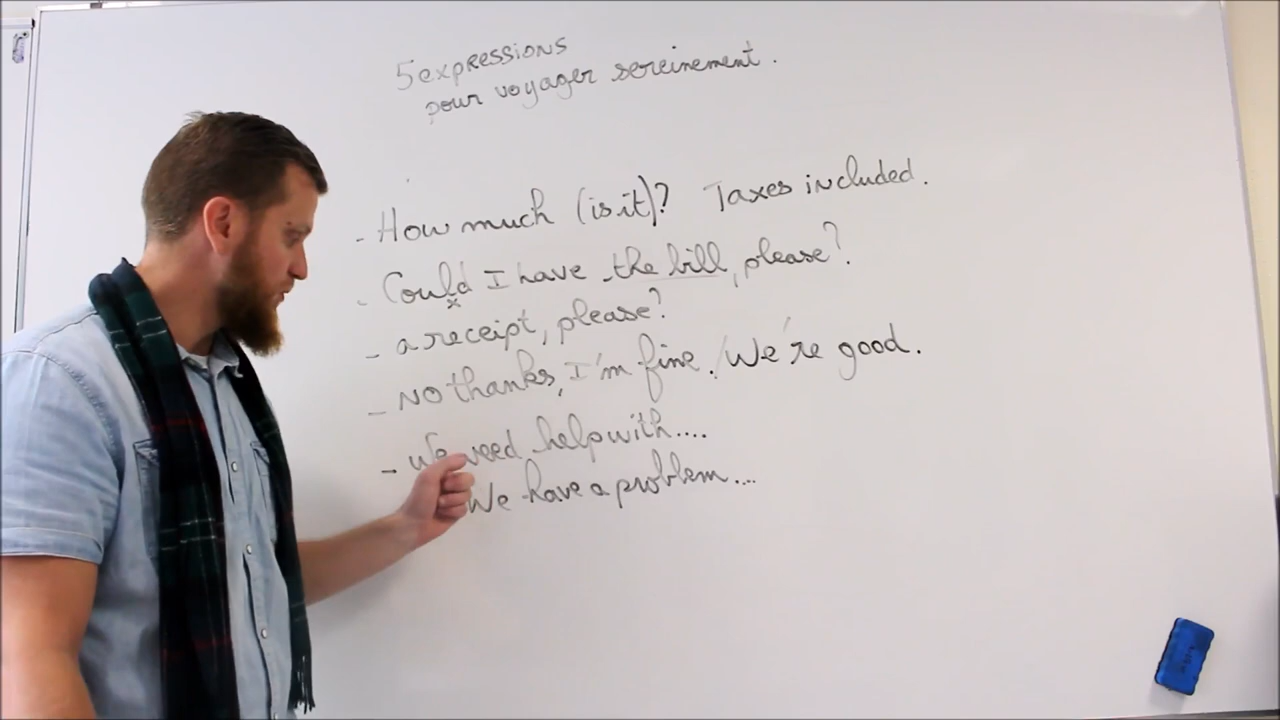 5 expressions
pour voyager sereinement.
- How much (is it)? Taxes included.
- Could I have the bill, please?
- a receipt, please?
- No thanks, I'm fine. / We're good.
- We need help with....
We have a problem...